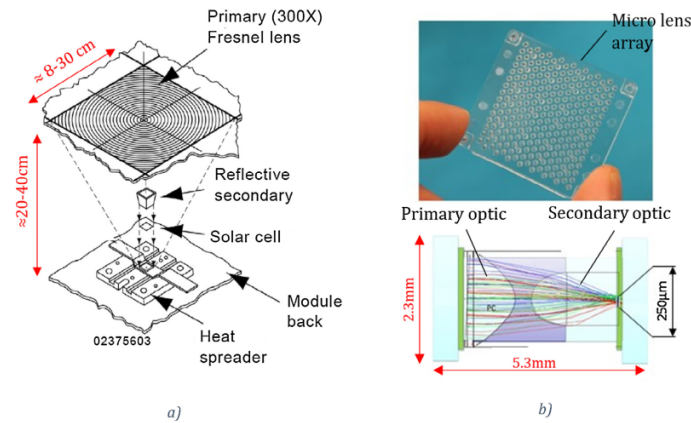 Primary (300X)
Fresnel lens
≈ 8-30 cm
≈20-40cm
Reflective
secondary
Solar cell
Module
back
Heat
spreader
02375603
a)
Micro lens
array
Primary optic
Secondary optic
2.3mm
PC
250μm
5.3mm
b)